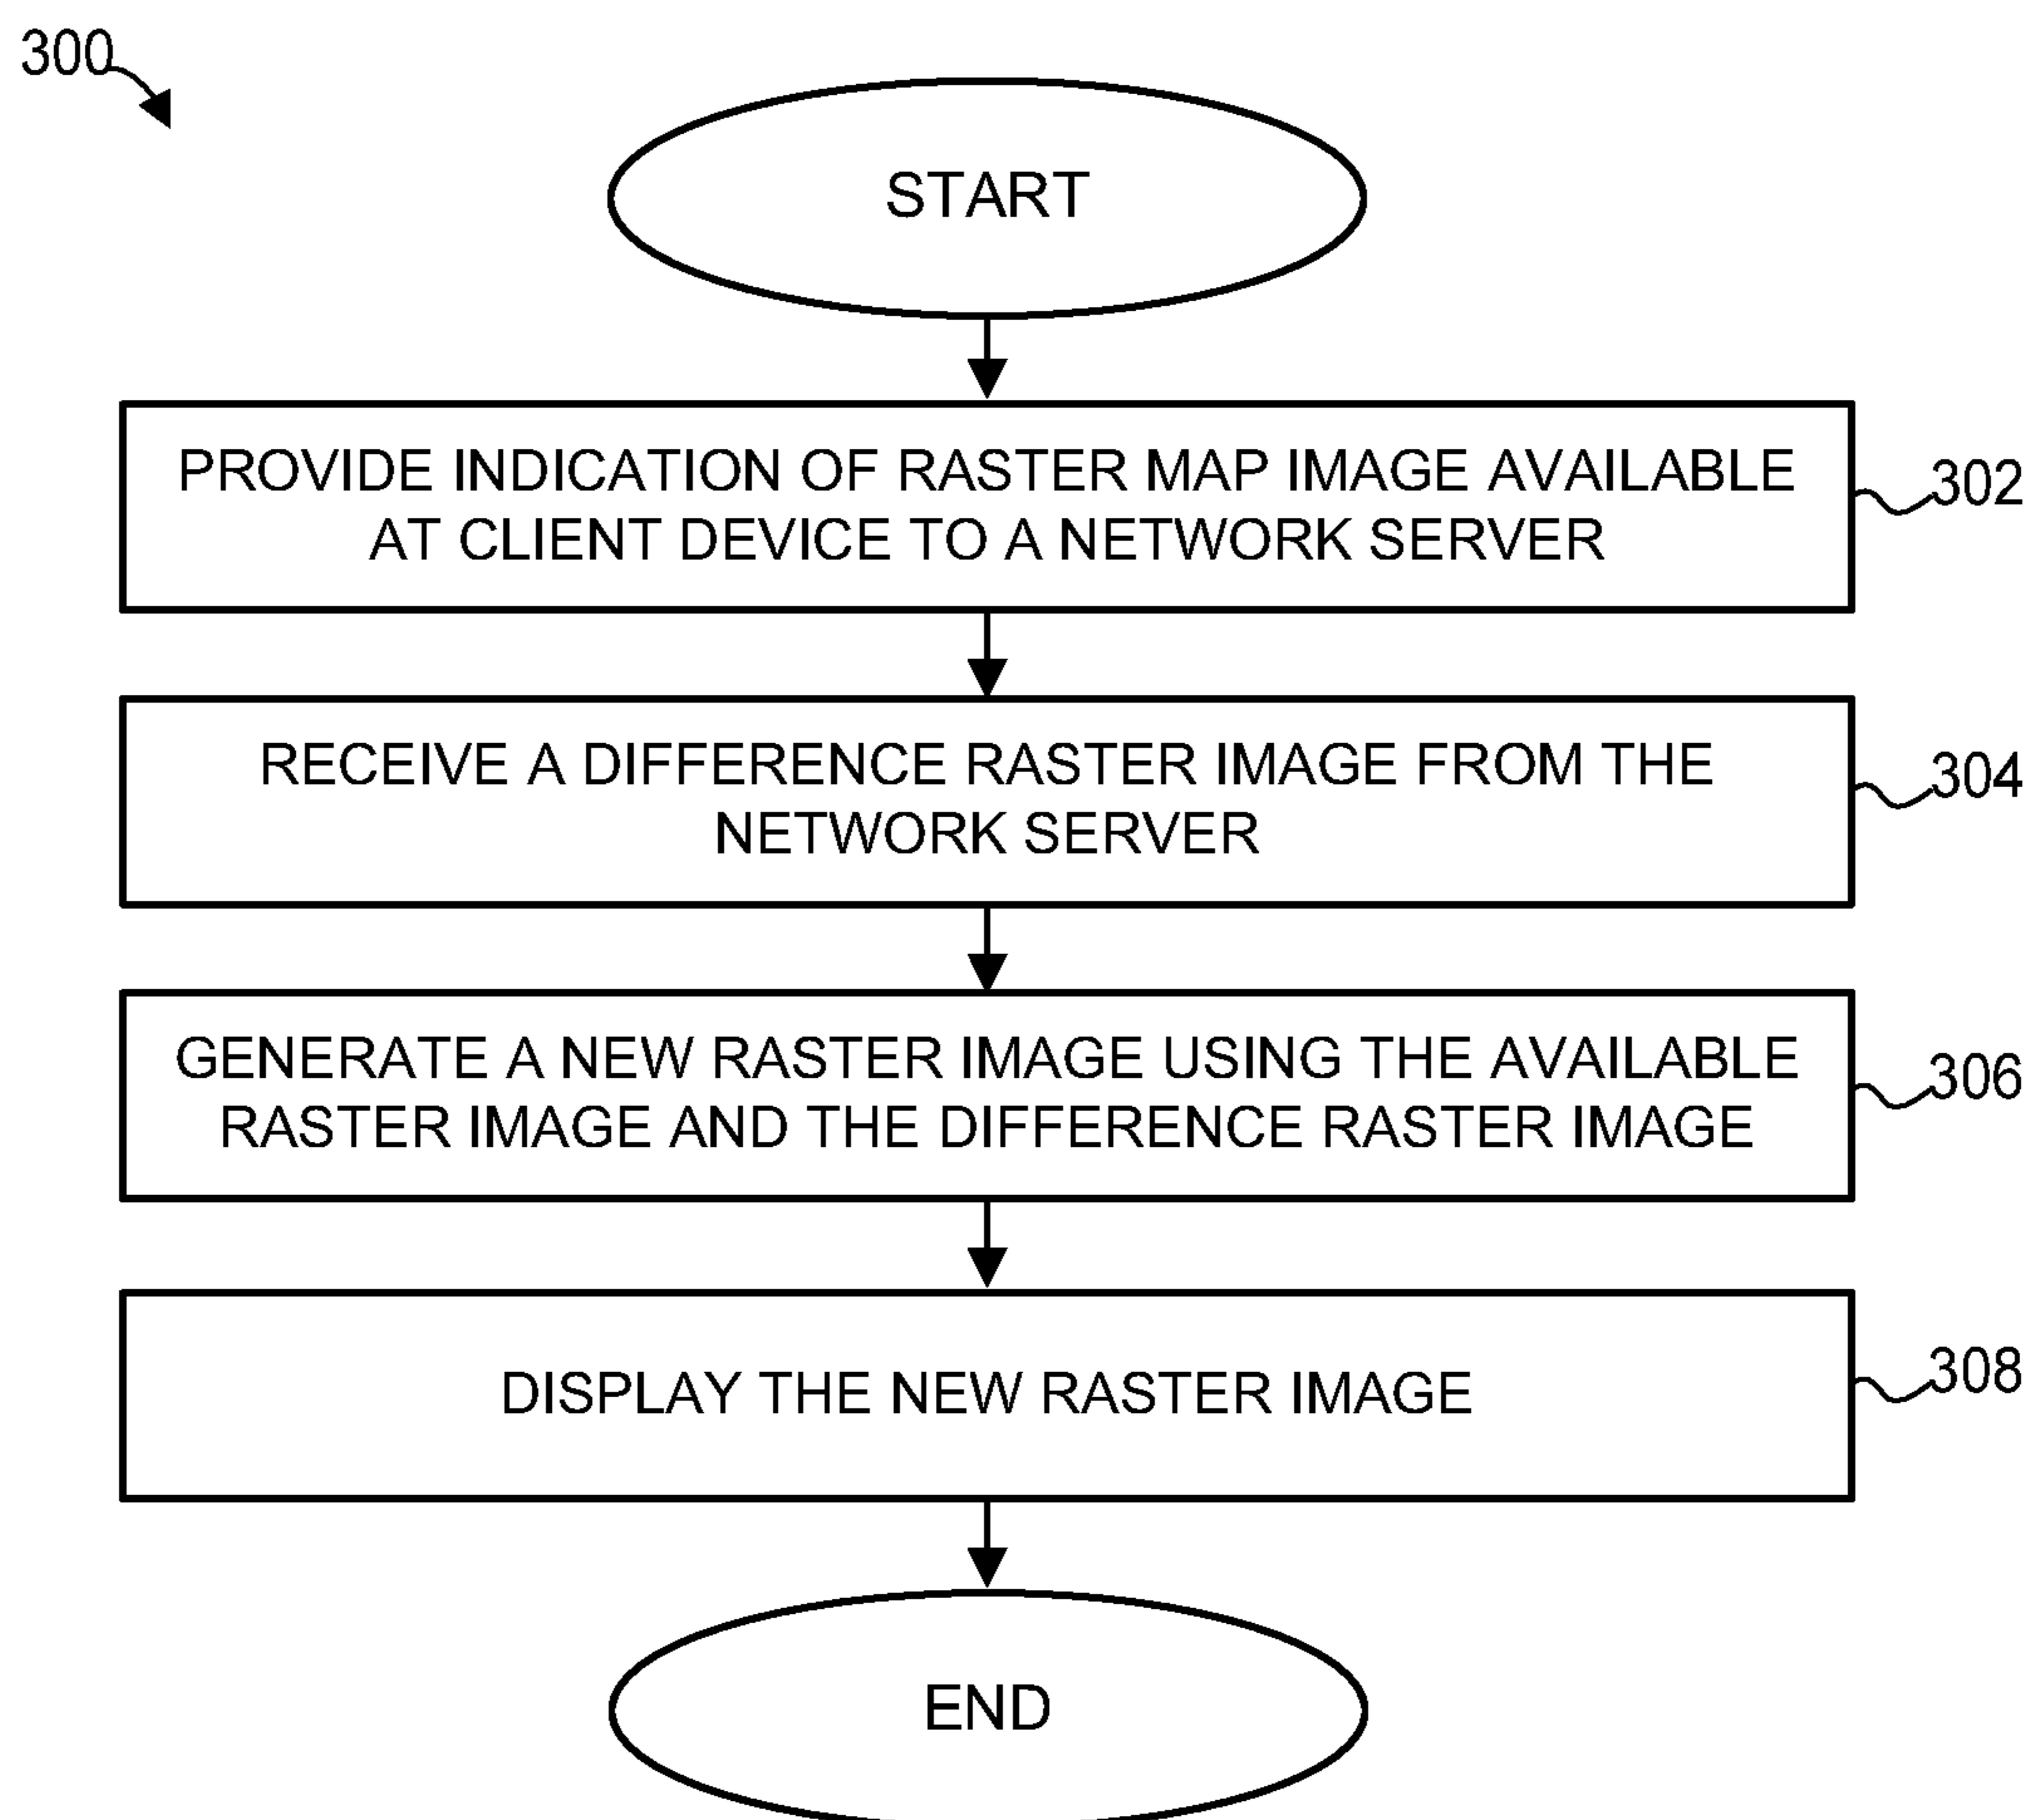 300
START
PROVIDE INDICATION OF RASTER MAP IMAGE AVAILABLE
AT CLIENT DEVICE TO A NETWORK SERVER
302
RECEIVE A DIFFERENCE RASTER IMAGE FROM THE
NETWORK SERVER
304
GENERATE A NEW RASTER IMAGE USING THE AVAILABLE
RASTER IMAGE AND THE DIFFERENCE RASTER IMAGE
306
DISPLAY THE NEW RASTER IMAGE
308
END